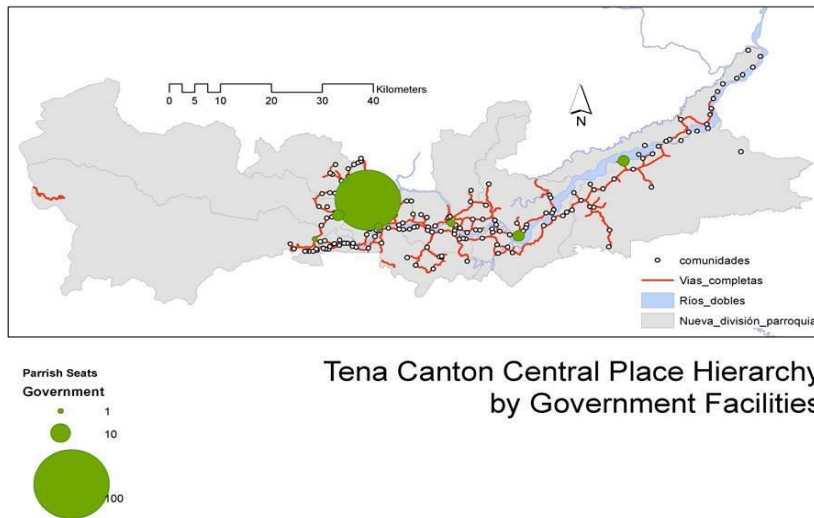 Kilometers
0 5 10 20 30 40
N
comunidades
Vias_completas
Ríos_dobles
Nueva_división_parroquia
Tena Canton Central Place Hierarchy
by Government Facilities
Parrish Seats
Government
1
10
100